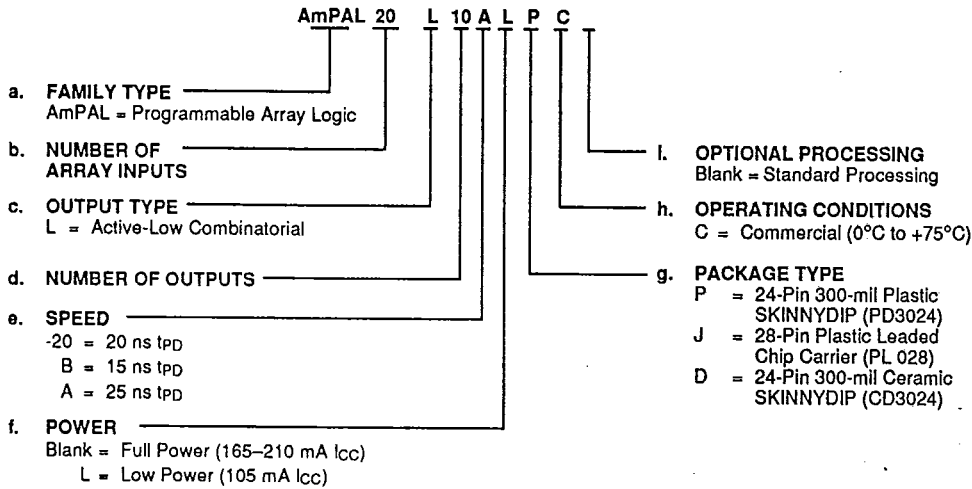 AmPAL 20 L 10 A L P C
a. FAMILY TYPE
AmPAL = Programmable Array Logic
b. NUMBER OF
ARRAY INPUTS
c. OUTPUT TYPE
L = Active-Low Combinatorial
d. NUMBER OF OUTPUTS
e. SPEED
-20 = 20 ns tPD
B = 15 ns tPD
A = 25 ns tPD
f. POWER
Blank = Full Power (165–210 mA ICC)
L = Low Power (105 mA ICC)
I. OPTIONAL PROCESSING
Blank = Standard Processing
h. OPERATING CONDITIONS
C = Commercial (0°C to +75°C)
g. PACKAGE TYPE
P = 24-Pin 300-mil Plastic
SKINNYDIP (PD3024)
J = 28-Pin Plastic Leaded
Chip Carrier (PL 028)
D = 24-Pin 300-mil Ceramic
SKINNYDIP (CD3024)